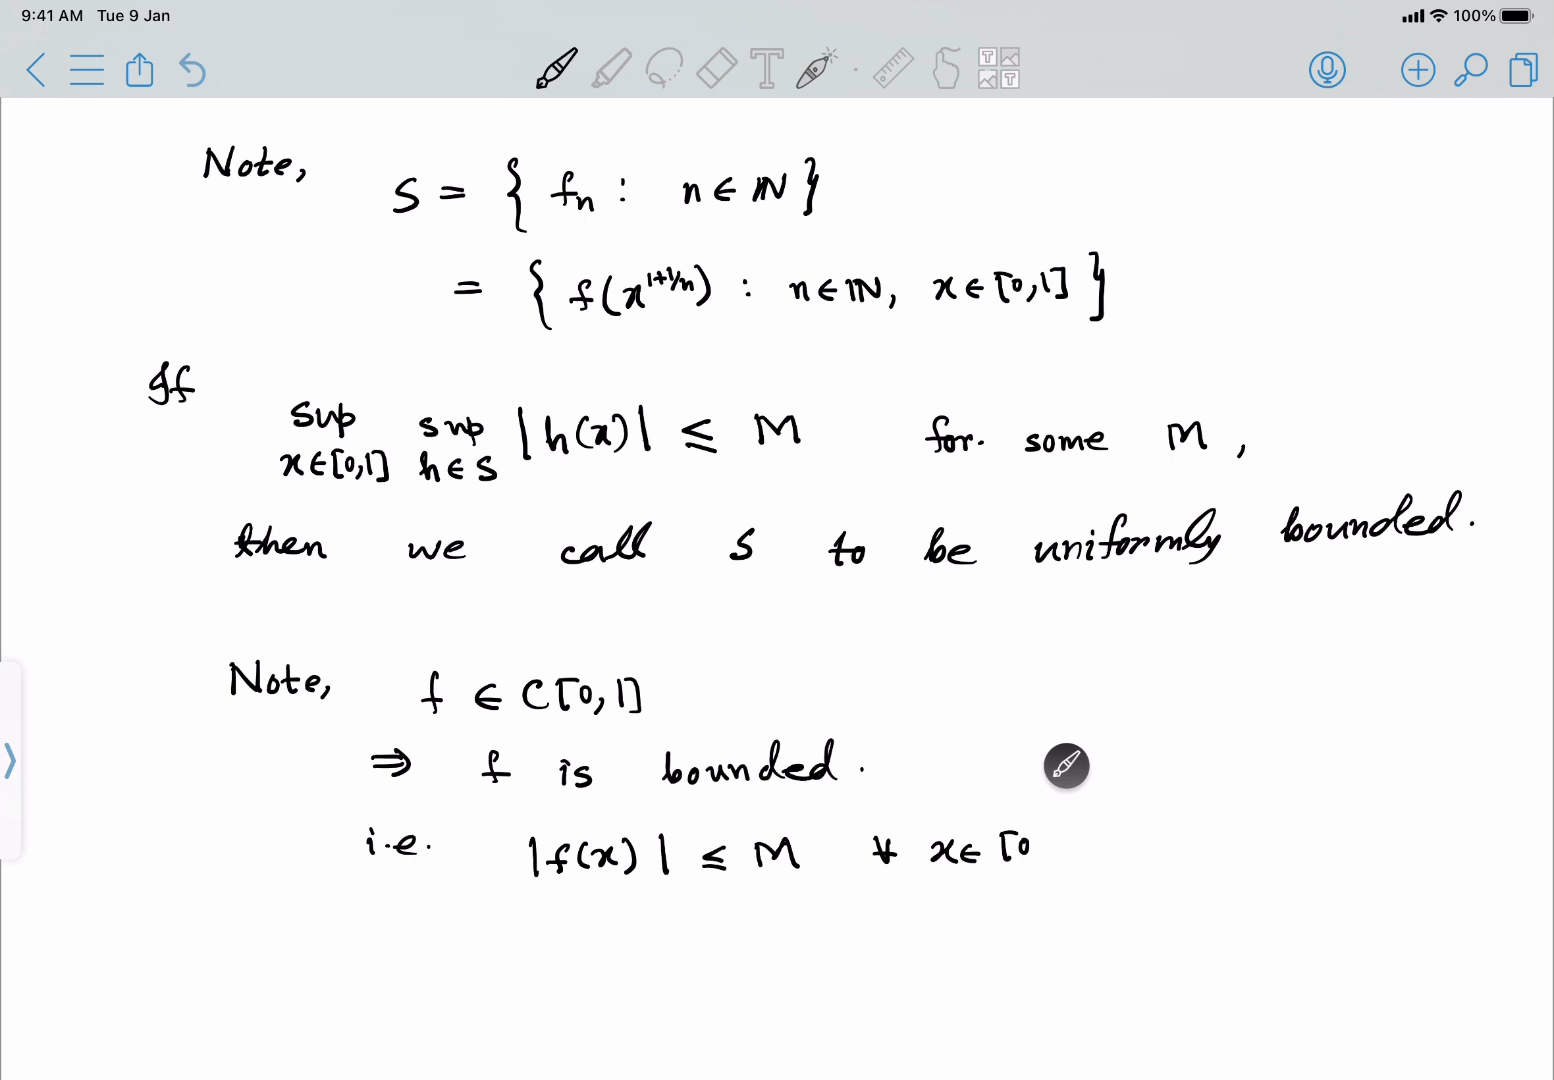 9:41 AM Tue 9 Jan 100%
Note,
S = { fn : n ∈ ℕ }
= { f(x^{1+1/n}) : n ∈ ℕ, x ∈ [0,1] }
If
sup sup |h(x)| ≤ M for some M,
x∈[0,1] h∈S
then we call S to be uniformly bounded.
Note, f ∈ C[0,1]
⇒ f is bounded.
i.e. |f(x)| ≤ M ∀ x∈ [0